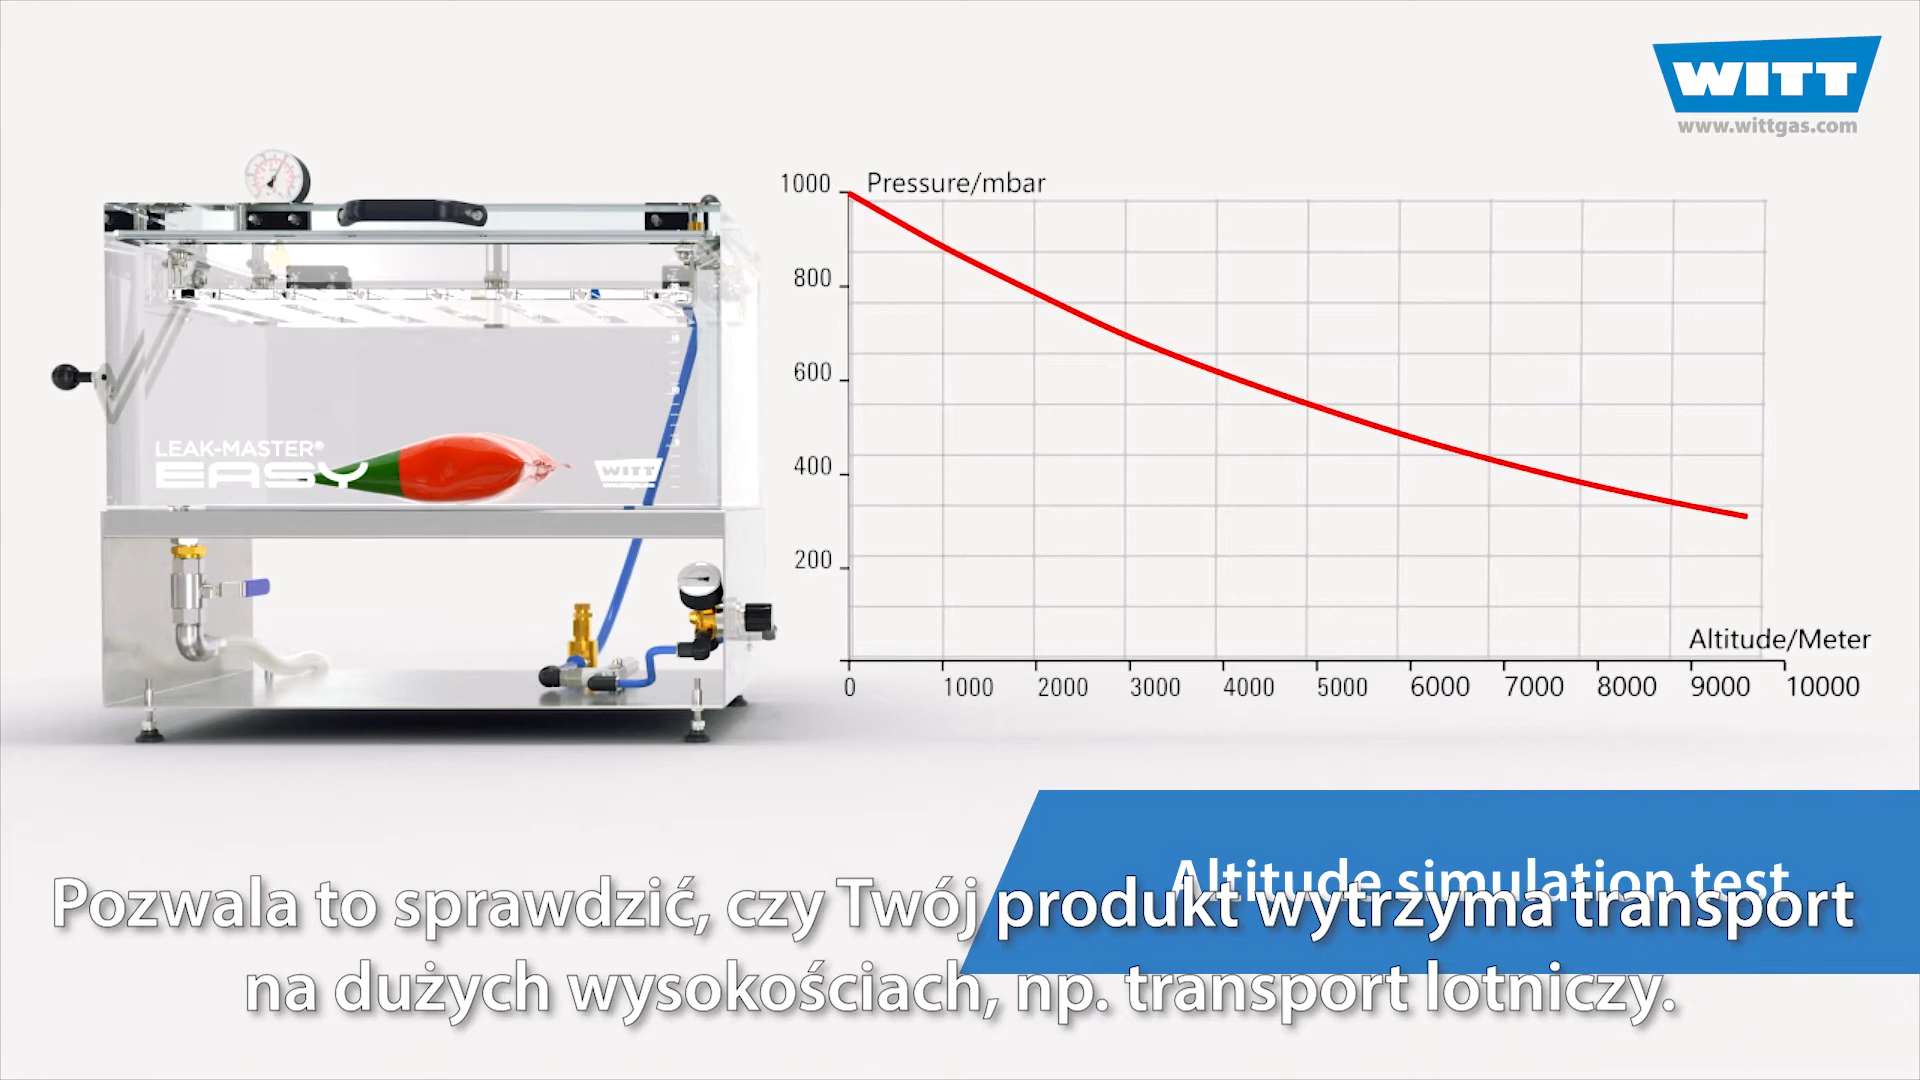 WITT
www.wittgas.com
1000
Pressure/mbar
800
600
400
200
Altitude/Meter
0 1000 2000 3000 4000 5000 6000 7000 8000 9000 10000
LEAK-MASTER®
EASY
WITT
Altitude simulation test
Pozwala to sprawdzić, czy Twój produkt wytrzyma transport
na dużych wysokościach, np. transport lotniczy.